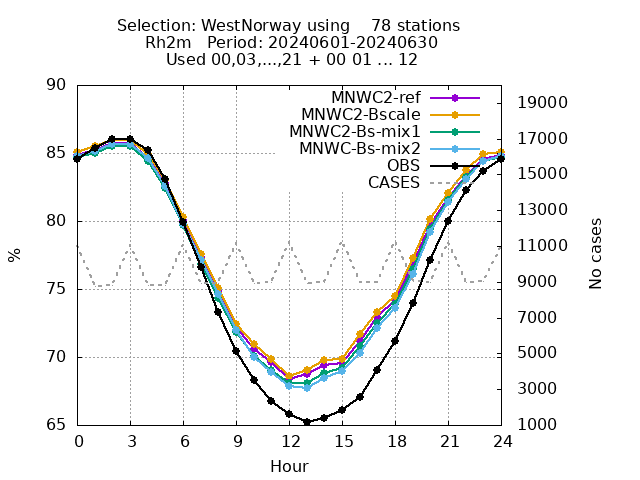 Selection: WestNorway using 78 stations
Rh2m Period: 20240601-20240630
Used 00,03,...,21 + 00 01 ... 12
90
85
80
75
70
65
%
MNWC2-ref
MNWC2-Bscale
MNWC2-Bs-mix1
MNWC-Bs-mix2
OBS
CASES
19000
17000
15000
13000
11000
9000
7000
5000
3000
1000
No cases
0 3 6 9 12 15 18 21 24
Hour